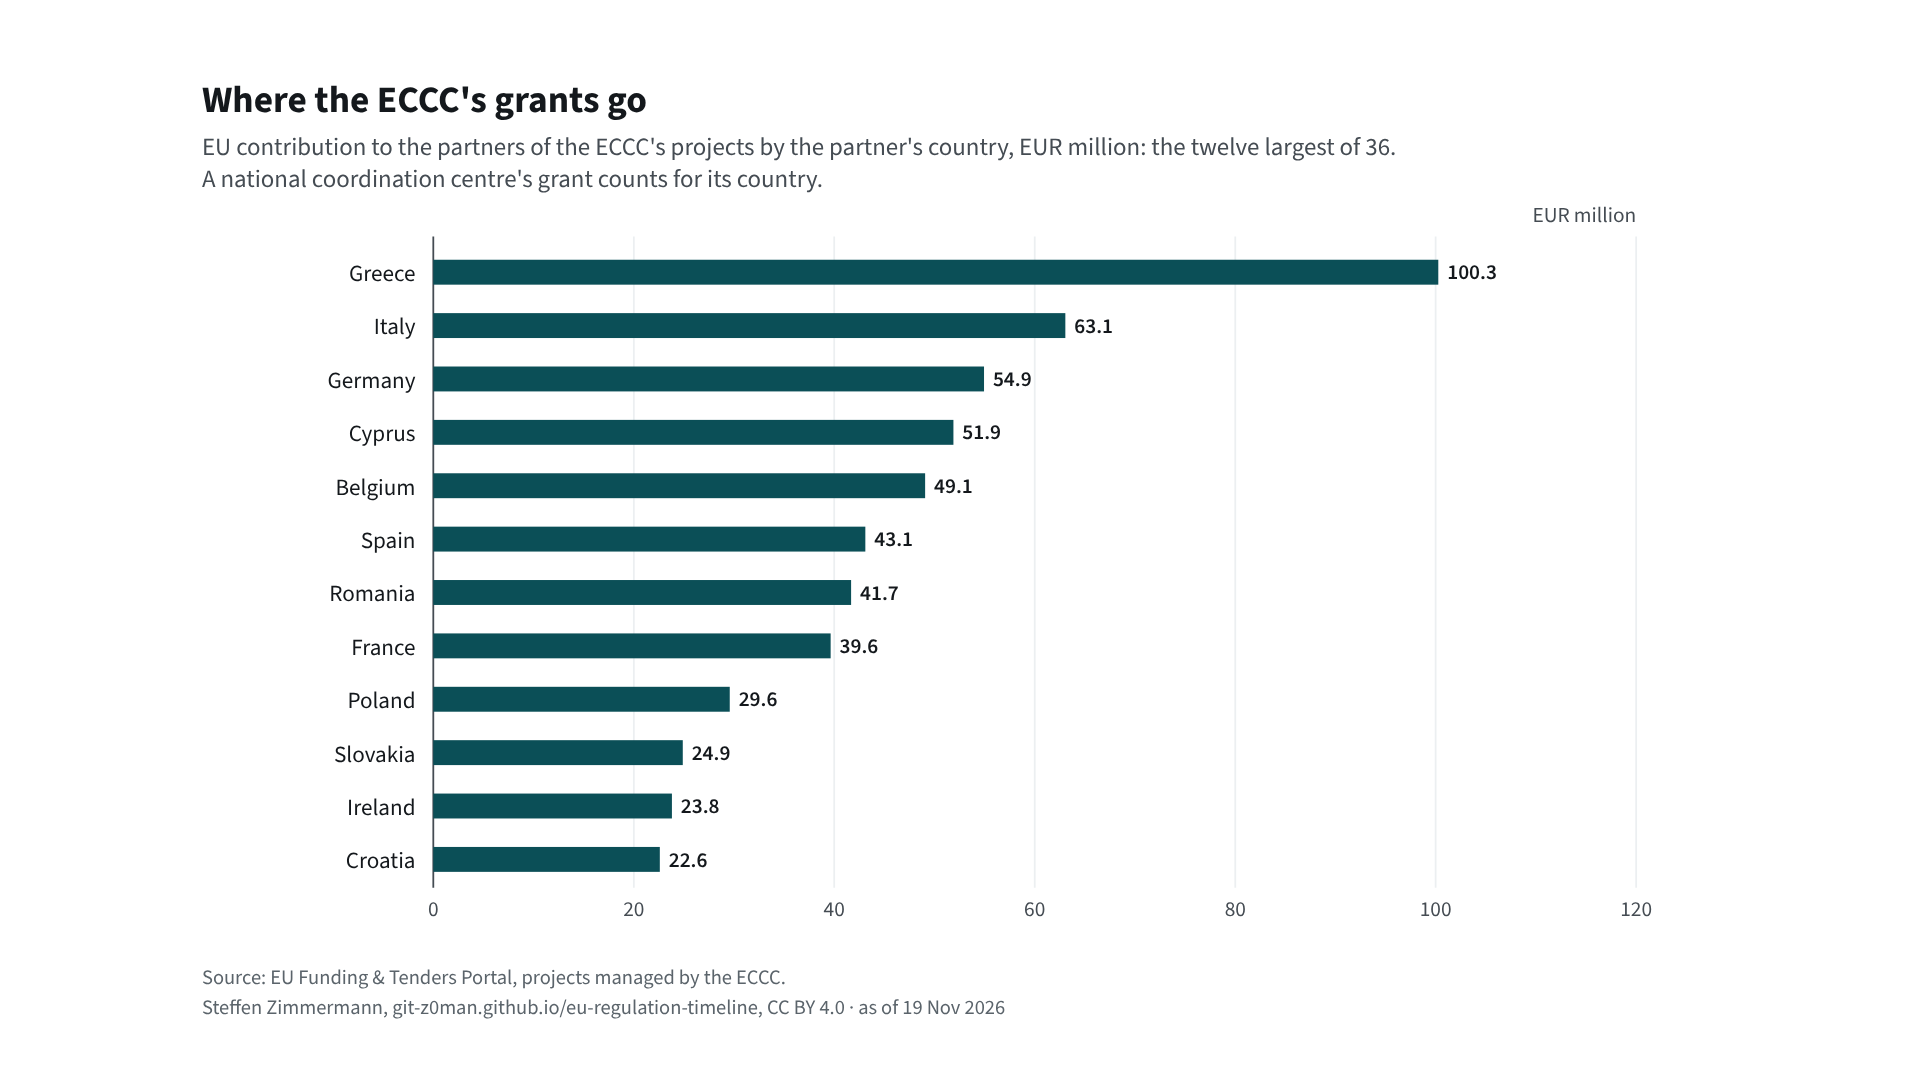 Where the ECCC's grants go
EU contribution to the partners of the ECCC's projects by the partner's country, EUR million: the twelve largest of 36.
A national coordination centre's grant counts for its country.
EUR million
Greece 100.3
Italy 63.1
Germany 54.9
Cyprus 51.9
Belgium 49.1
Spain 43.1
Romania 41.7
France 39.6
Poland 29.6
Slovakia 24.9
Ireland 23.8
Croatia 22.6
0 20 40 60 80 100 120
Source: EU Funding & Tenders Portal, projects managed by the ECCC.
Steffen Zimmermann, git-z0man.github.io/eu-regulation-timeline, CC BY 4.0 · as of 19 Nov 2026